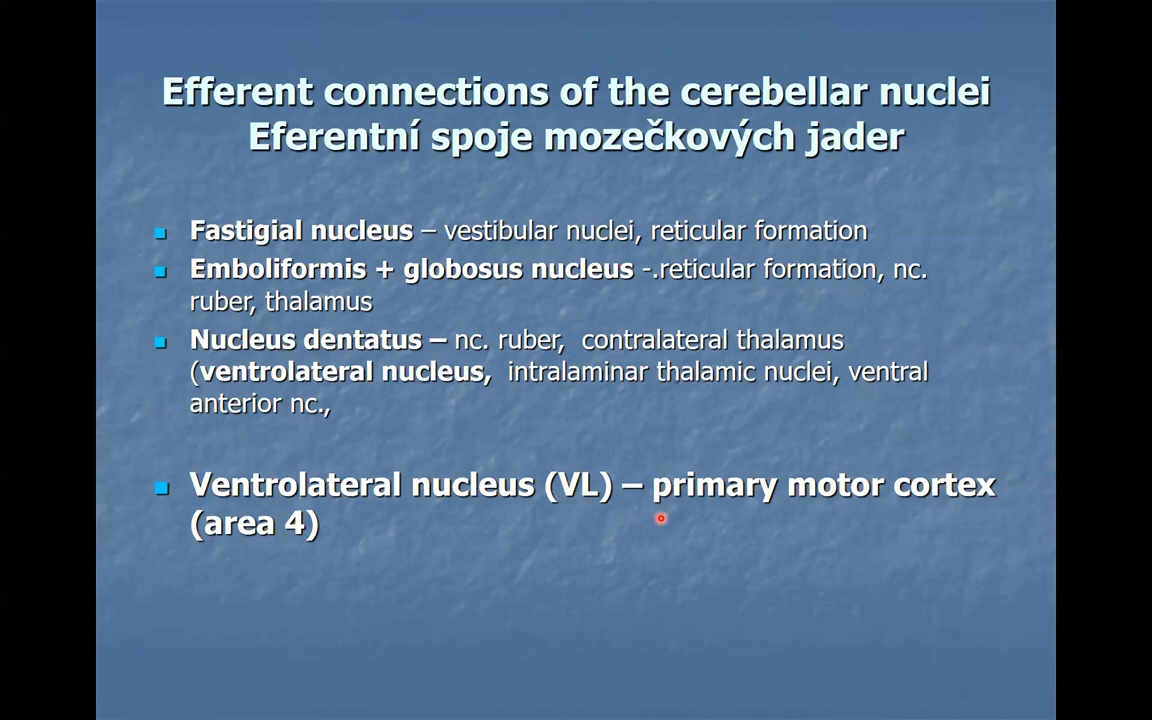 Efferent connections of the cerebellar nuclei
Eferentní spoje mozečkových jader
Fastigial nucleus – vestibular nuclei, reticular formation
Emboliformis + globosus nucleus -.reticular formation, nc.
ruber, thalamus
Nucleus dentatus – nc. ruber,  contralateral thalamus
(ventrolateral nucleus,  intralaminar thalamic nuclei, ventral
anterior nc.,
Ventrolateral nucleus (VL) – primary motor cortex
(area 4)